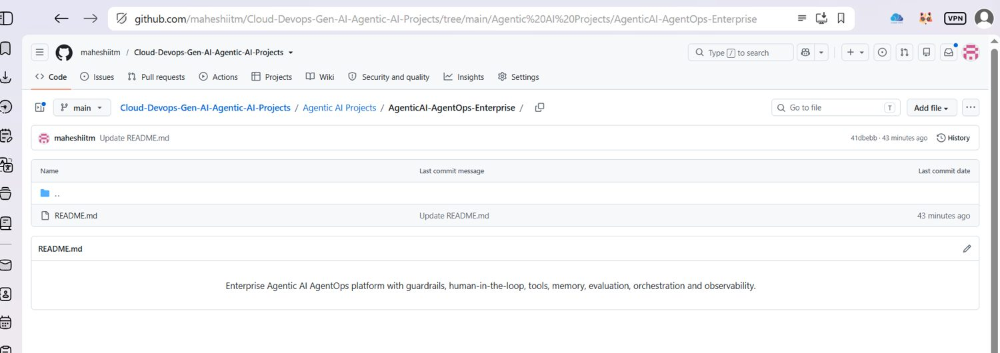 github.com/maheshiitm/Cloud-Devops-Gen-AI-Agentic-AI-Projects/tree/main/Agentic%20AI%20Projects/AgenticAI-AgentOps-Enterprise VPN
maheshiitm / Cloud-Devops-Gen-AI-Agentic-AI-Projects Type / to search
Code Issues Pull requests Actions Projects Wiki Security and quality Insights Settings
main Cloud-Devops-Gen-AI-Agentic-AI-Projects / Agentic AI Projects / AgenticAI-AgentOps-Enterprise / Go to file T Add file
maheshiitm Update README.md 41dbebb · 43 minutes ago History
Name Last commit message Last commit date
..
README.md Update README.md 43 minutes ago
README.md
Enterprise Agentic AI AgentOps platform with guardrails, human-in-the-loop, tools, memory, evaluation, orchestration and observability.